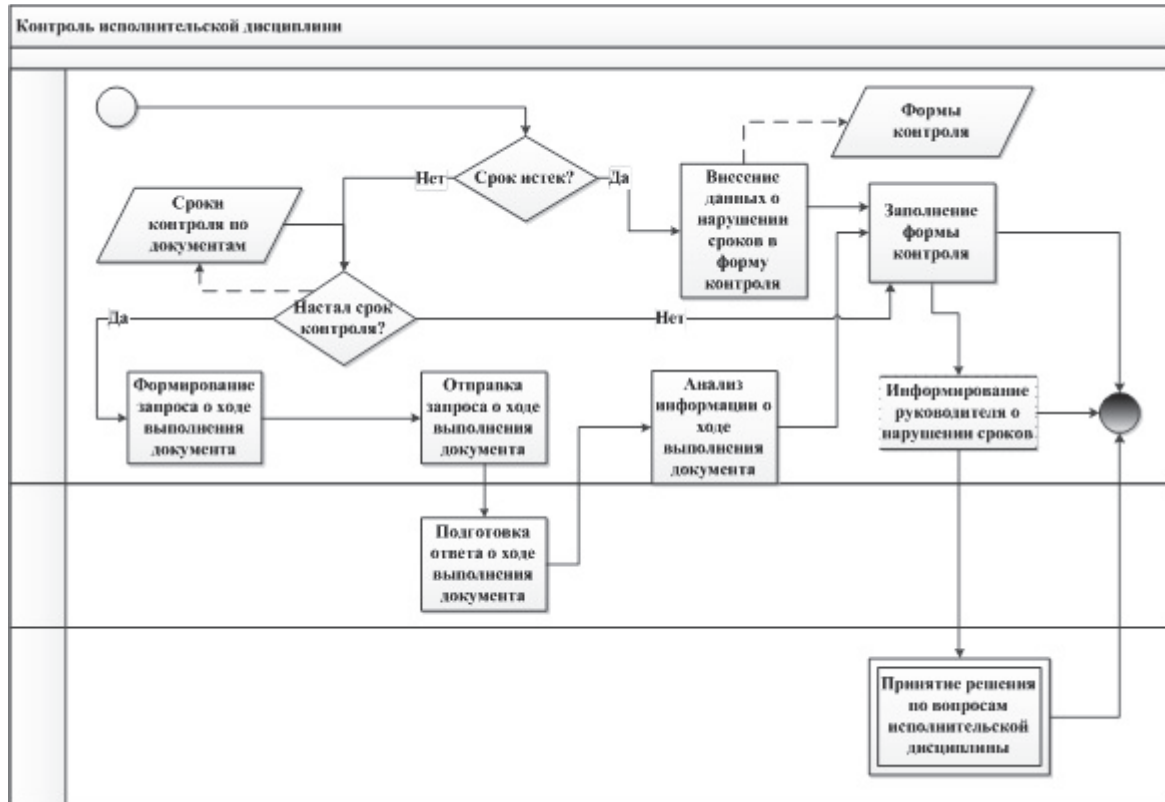 Контроль исполнительской дисциплини
Формы
контроля
Срок истек?
Нет
Да
Внесение
данных о
нарушении
сроков в
форму
контроля
Заполнение
формы
контроля
Сроки
контроля по
документам
Настал срок
контроля?
Да
Нет
Формирование
запроса о ходе
выполнения
документа
Отправка
запроса о ходе
выполнения
документа
Анализ
информации о
ходе
выполнения
документа
Информирование
руководителя о
нарушении сроков
Подготовка
ответа о ходе
выполнения
документа
Принятие решения
по вопросам
исполнительской
дисциплины